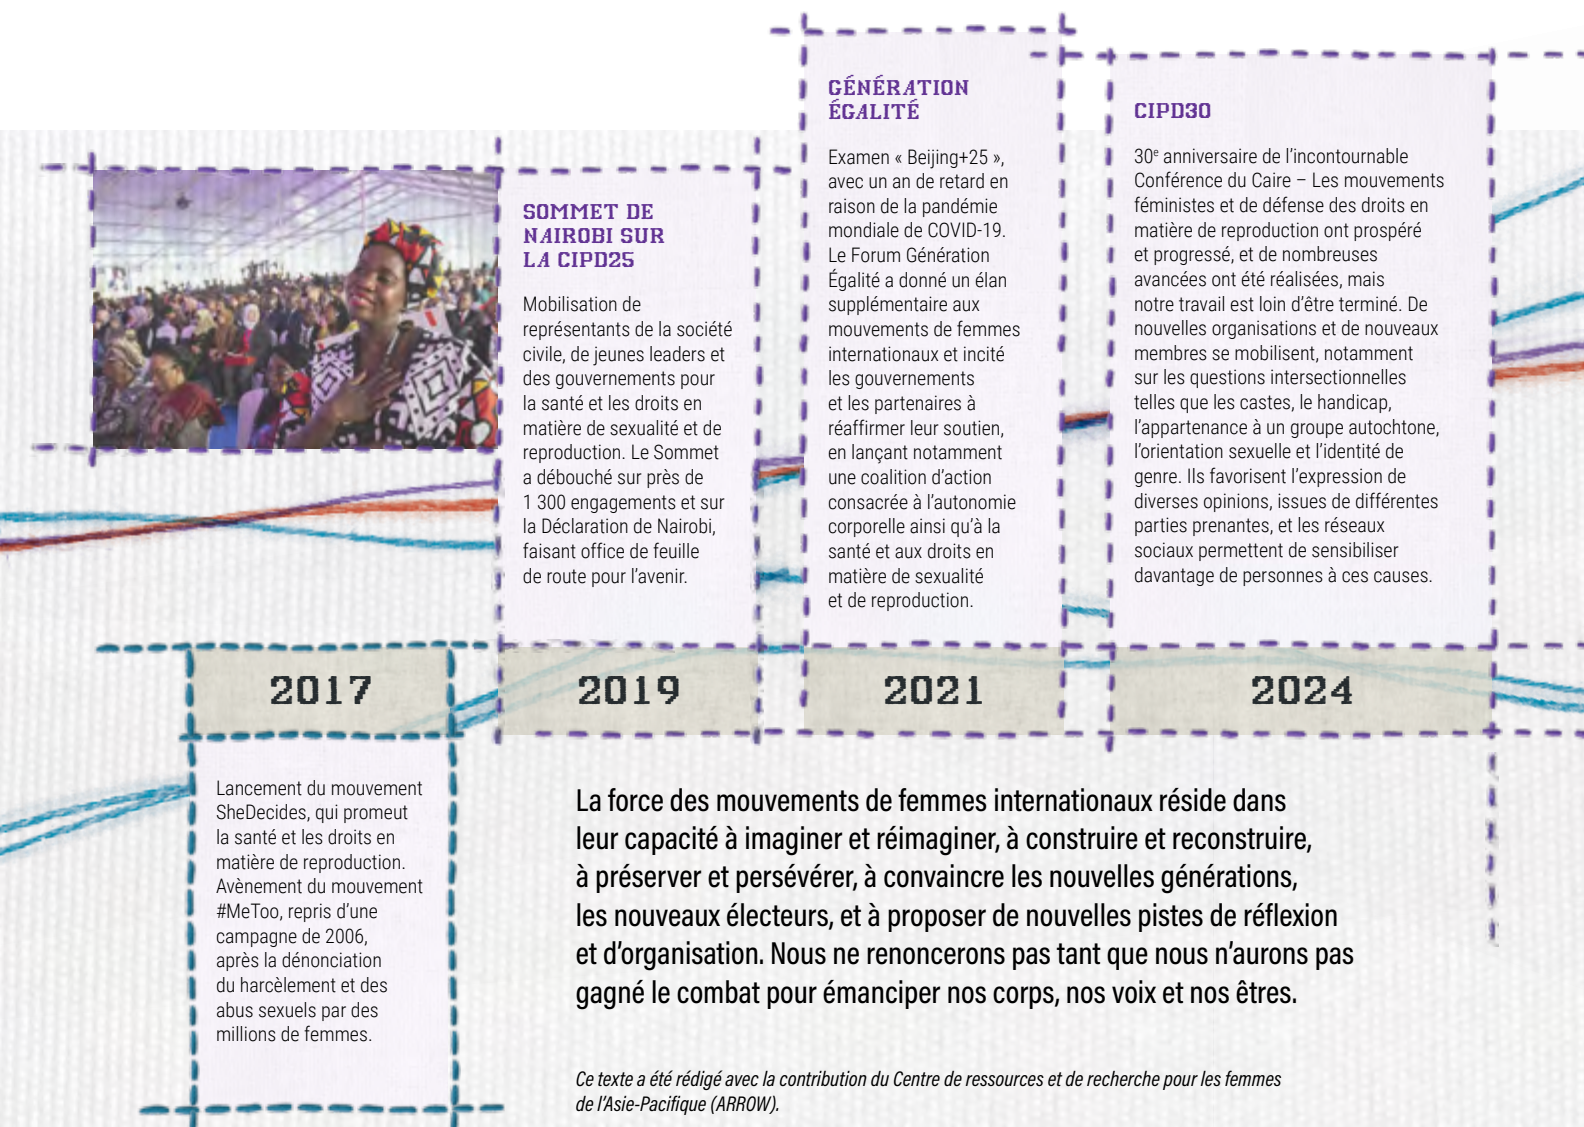 GÉNÉRATION
ÉGALITÉ
Examen « Beijing+25 »,
avec un an de retard en
raison de la pandémie
mondiale de COVID-19.
Le Forum Génération
Égalité a donné un élan
supplémentaire aux
mouvements de femmes
internationaux et incité
les gouvernements
et les partenaires à
réaffirmer leur soutien,
en lançant notamment
une coalition d’action
consacrée à l’autonomie
corporelle ainsi qu’à la
santé et aux droits en
matière de sexualité
et de reproduction.
CIPD30
30e anniversaire de l’incontournable
Conférence du Caire – Les mouvements
féministes et de défense des droits en
matière de reproduction ont prospéré
et progressé, et de nombreuses
avancées ont été réalisées, mais
notre travail est loin d’être terminé. De
nouvelles organisations et de nouveaux
membres se mobilisent, notamment
sur les questions intersectionnelles
telles que les castes, le handicap,
l’appartenance à un groupe autochtone,
l’orientation sexuelle et l’identité de
genre. Ils favorisent l’expression de
diverses opinions, issues de différentes
parties prenantes, et les réseaux
sociaux permettent de sensibiliser
davantage de personnes à ces causes.
SOMMET DE
NAIROBI SUR
LA CIPD25
Mobilisation de
représentants de la société
civile, de jeunes leaders et
des gouvernements pour
la santé et les droits en
matière de sexualité et de
reproduction. Le Sommet
a débouché sur près de
1 300 engagements et sur
la Déclaration de Nairobi,
faisant office de feuille
de route pour l’avenir.
2017
2019
2021
2024
Lancement du mouvement
SheDecides, qui promeut
la santé et les droits en
matière de reproduction.
Avènement du mouvement
#MeToo, repris d’une
campagne de 2006,
après la dénonciation
du harcèlement et des
abus sexuels par des
millions de femmes.
La force des mouvements de femmes internationaux réside dans
leur capacité à imaginer et réimaginer, à construire et reconstruire,
à préserver et persévérer, à convaincre les nouvelles générations,
les nouveaux électeurs, et à proposer de nouvelles pistes de réflexion
et d’organisation. Nous ne renoncerons pas tant que nous n’aurons pas
gagné le combat pour émanciper nos corps, nos voix et nos êtres.
Ce texte a été rédigé avec la contribution du Centre de ressources et de recherche pour les femmes
de l’Asie-Pacifique (ARROW).